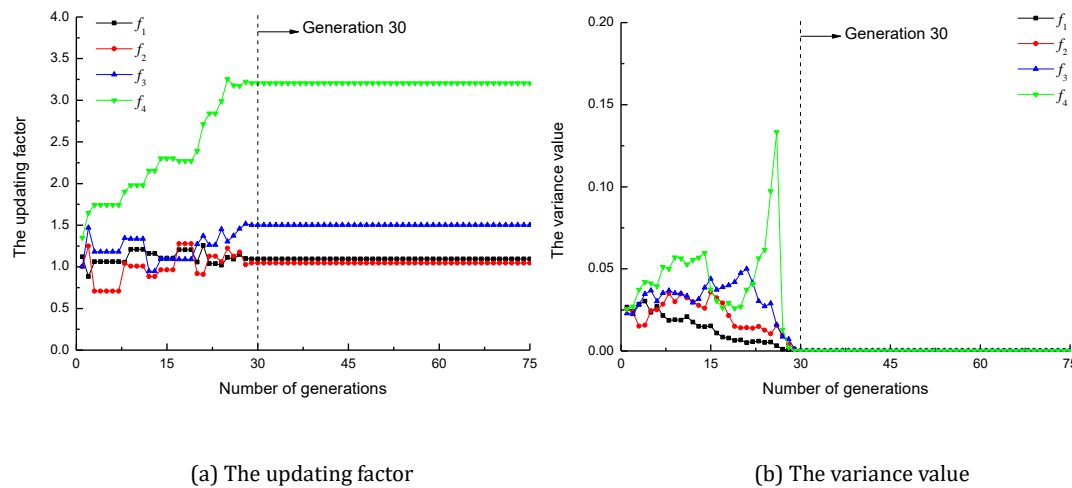 4.0
3.5
3.0
2.5
2.0
1.5
1.0
0.5
0.0
The updating factor
f1
f2
f3
f4
Generation 30
0 15 30 45 60 75
Number of generations
(a) The updating factor
0.20
0.15
0.10
0.05
0.00
The variance value
f1
f2
f3
f4
Generation 30
0 15 30 45 60 75
Number of generations
(b) The variance value